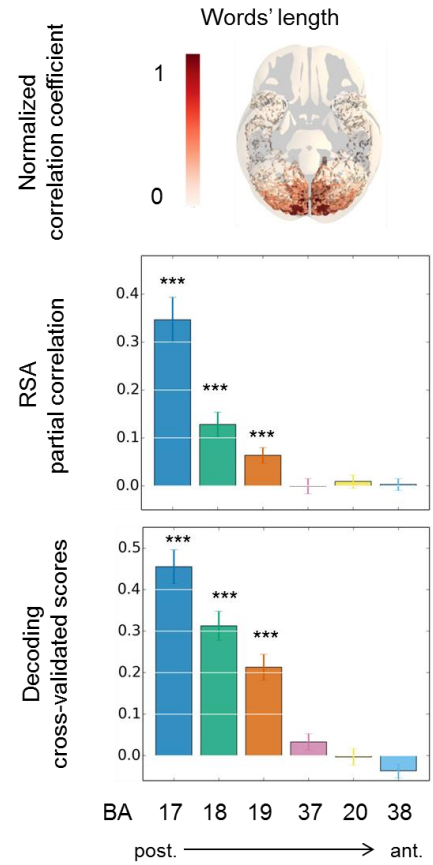 Words' length
Normalized
correlation coefficient
1
0
RSA
partial correlation
0.4
0.3
0.2
0.1
0.0
***
***
***
Decoding
cross-validated scores
0.5
0.4
0.3
0.2
0.1
0.0
***
***
***
BA 17 18 19 37 20 38
post. ant.